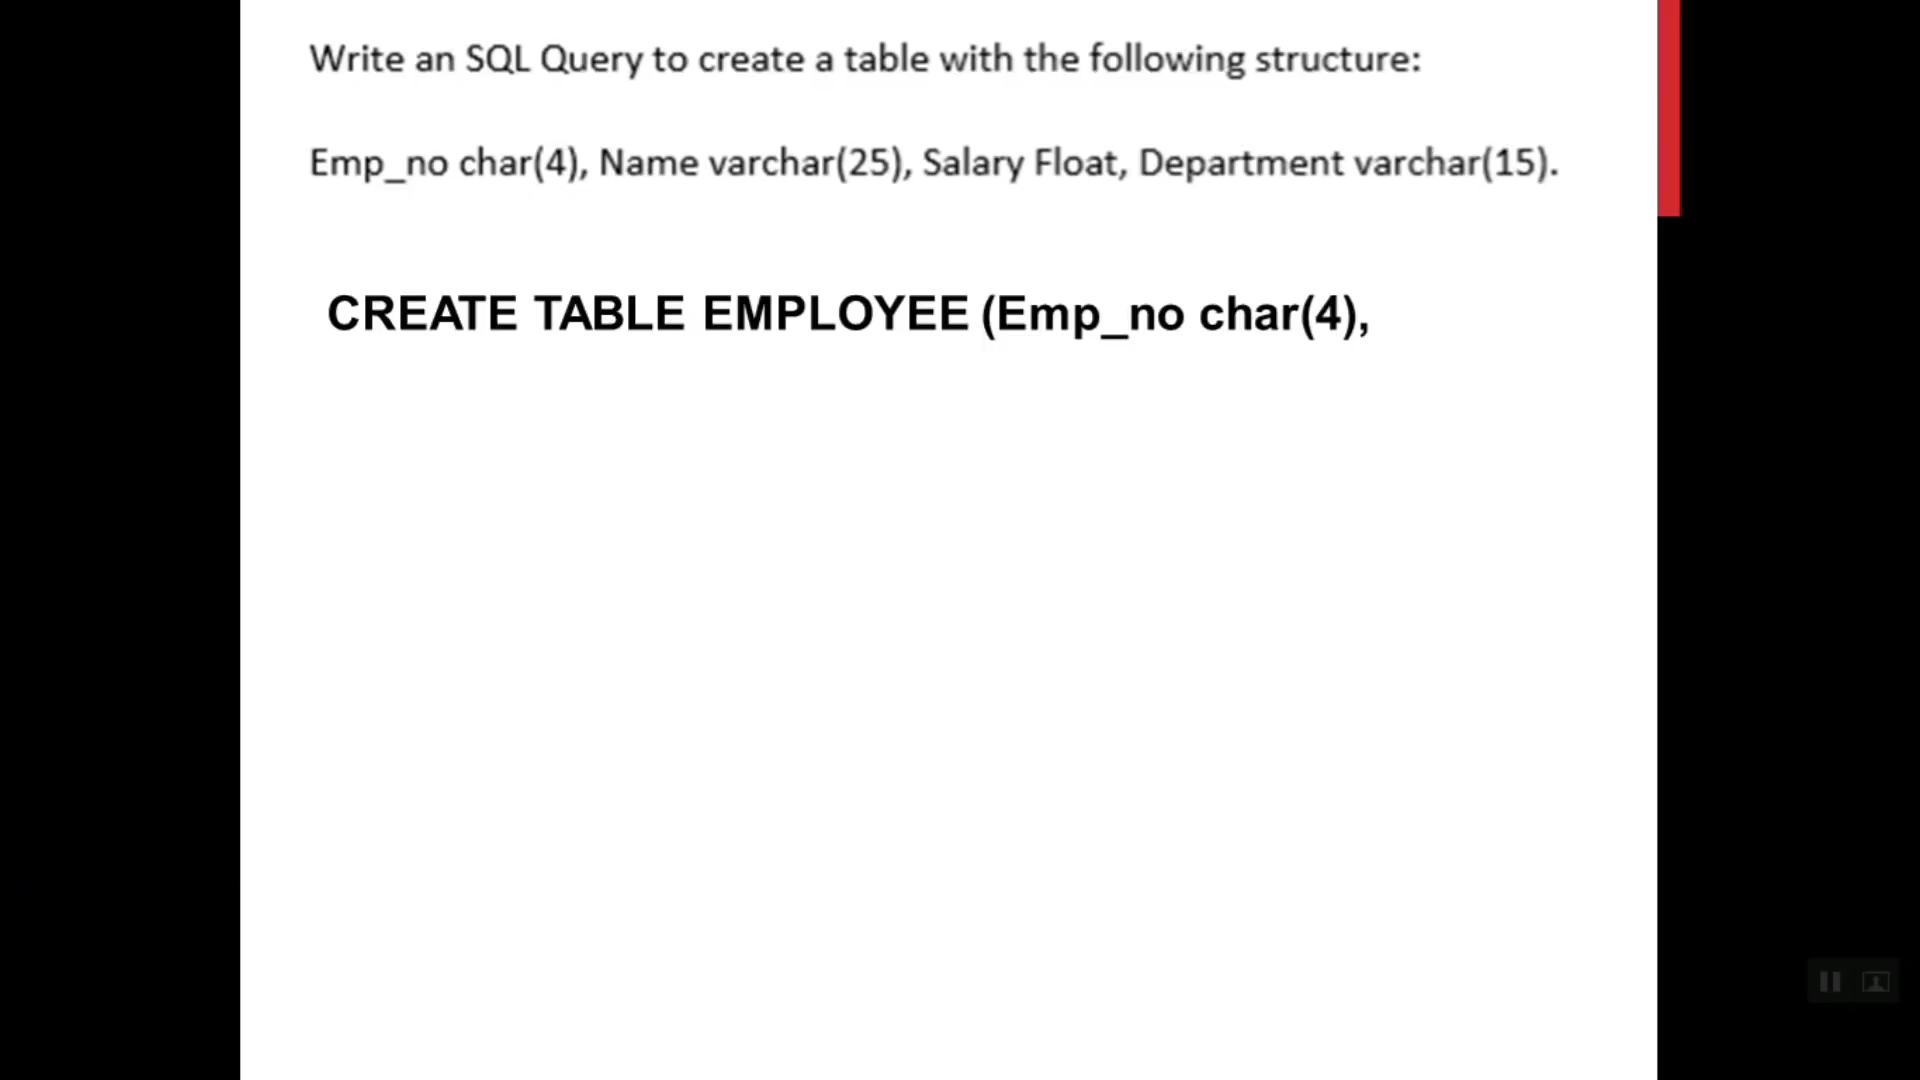 Write an SQL Query to create a table with the following structure:
Emp_no char(4), Name varchar(25), Salary Float, Department varchar(15).
CREATE TABLE EMPLOYEE (Emp_no char(4),